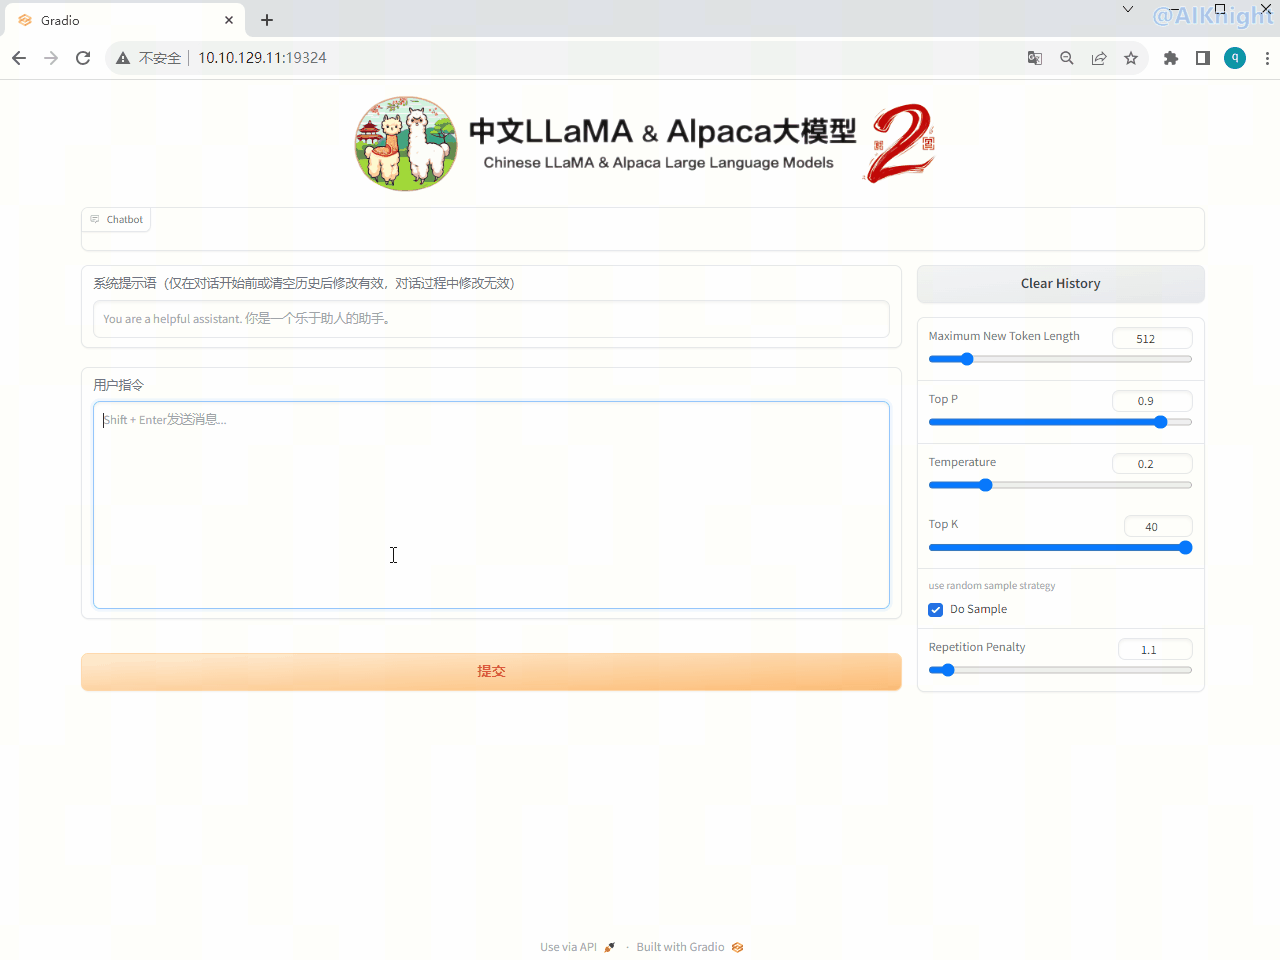 Gradio
@AIKnight
不安全
10.10.129.11:19324
q
中文LLaMA & Alpaca大模型
Chinese LLaMA & Alpaca Large Language Models
2
Chatbot
系统提示语（仅在对话开始前或清空历史后修改有效，对话过程中修改无效）
You are a helpful assistant. 你是一个乐于助人的助手。
用户指令
Shift + Enter发送消息...
提交
Clear History
Maximum New Token Length
512
Top P
0.9
Temperature
0.2
Top K
40
use random sample strategy
Do Sample
Repetition Penalty
1.1
Use via API · Built with Gradio